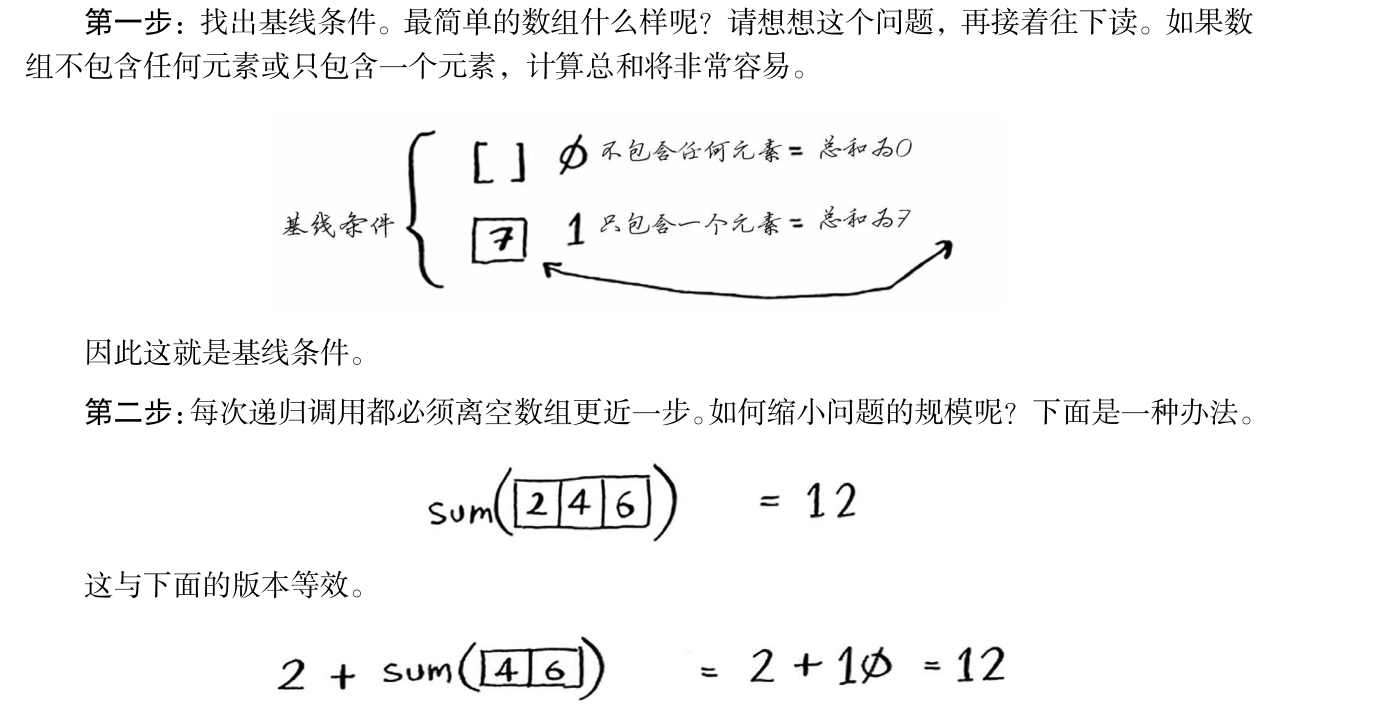 第一步：找出基线条件。最简单的数组什么样呢？请想想这个问题，再接着往下读。如果数
组不包含任何元素或只包含一个元素，计算总和将非常容易。
[ ] 0 不包含任何元素 = 总和为0
基线条件
7 1 只包含一个元素 = 总和为7
因此这就是基线条件。
第二步：每次递归调用都必须离空数组更近一步。如何缩小问题的规模呢？下面是一种办法。
sum( 2 4 6 ) = 12
这与下面的版本等效。
2 + sum( 4 6 ) = 2 + 10 = 12